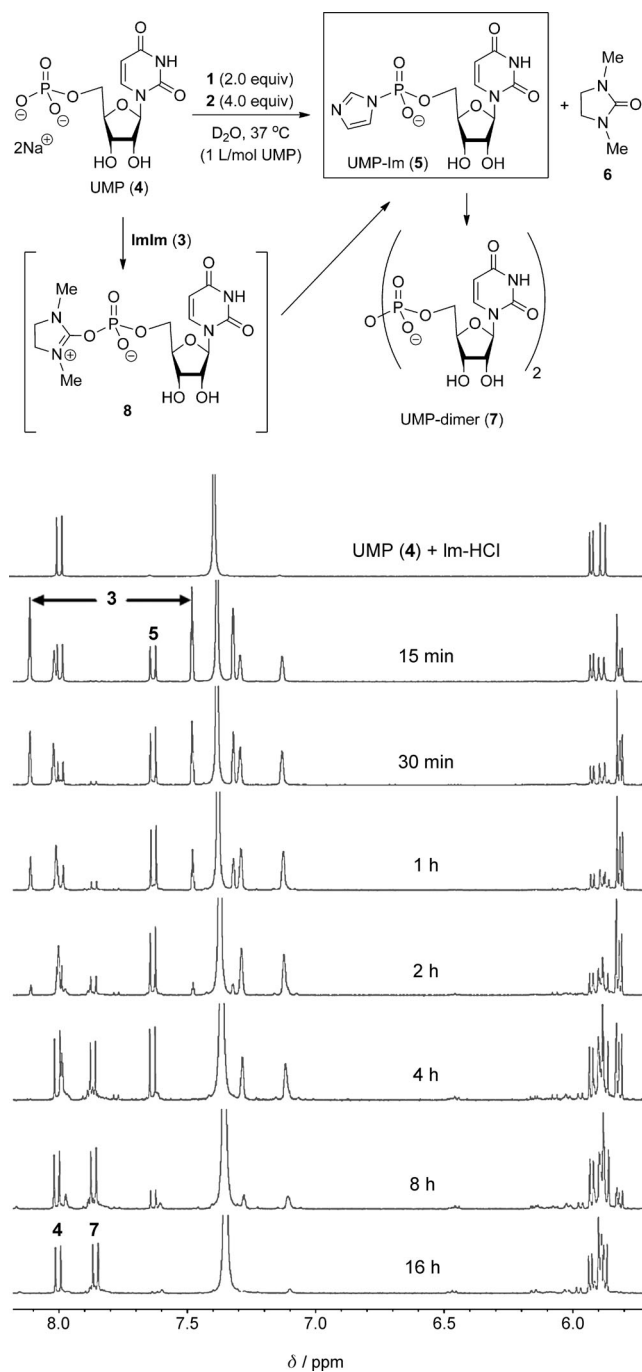 O
O
P
O
NH
N
O
O
⊖O
O⊖
2Na⊕
HO OH
UMP (4)
1 (2.0 equiv)
2 (4.0 equiv)
D2O, 37 °C
(1 L/mol UMP)
O
NH
N
O
O
N
N
P
O
O⊖
O
HO OH
UMP-Im (5)
+
Me
N
O
N
Me
6
ImIm (3)
Me
N
O
N
⊕
Me
O
P
O
O⊖
O
NH
N
O
O
HO OH
8
O
NH
N
O
O
P
O
O
O⊖
HO OH
2
UMP-dimer (7)
UMP (4) + Im-HCl
3
5
15 min
30 min
1 h
2 h
4 h
8 h
4 7
16 h
8.0 7.5 7.0 6.5 6.0
δ / ppm